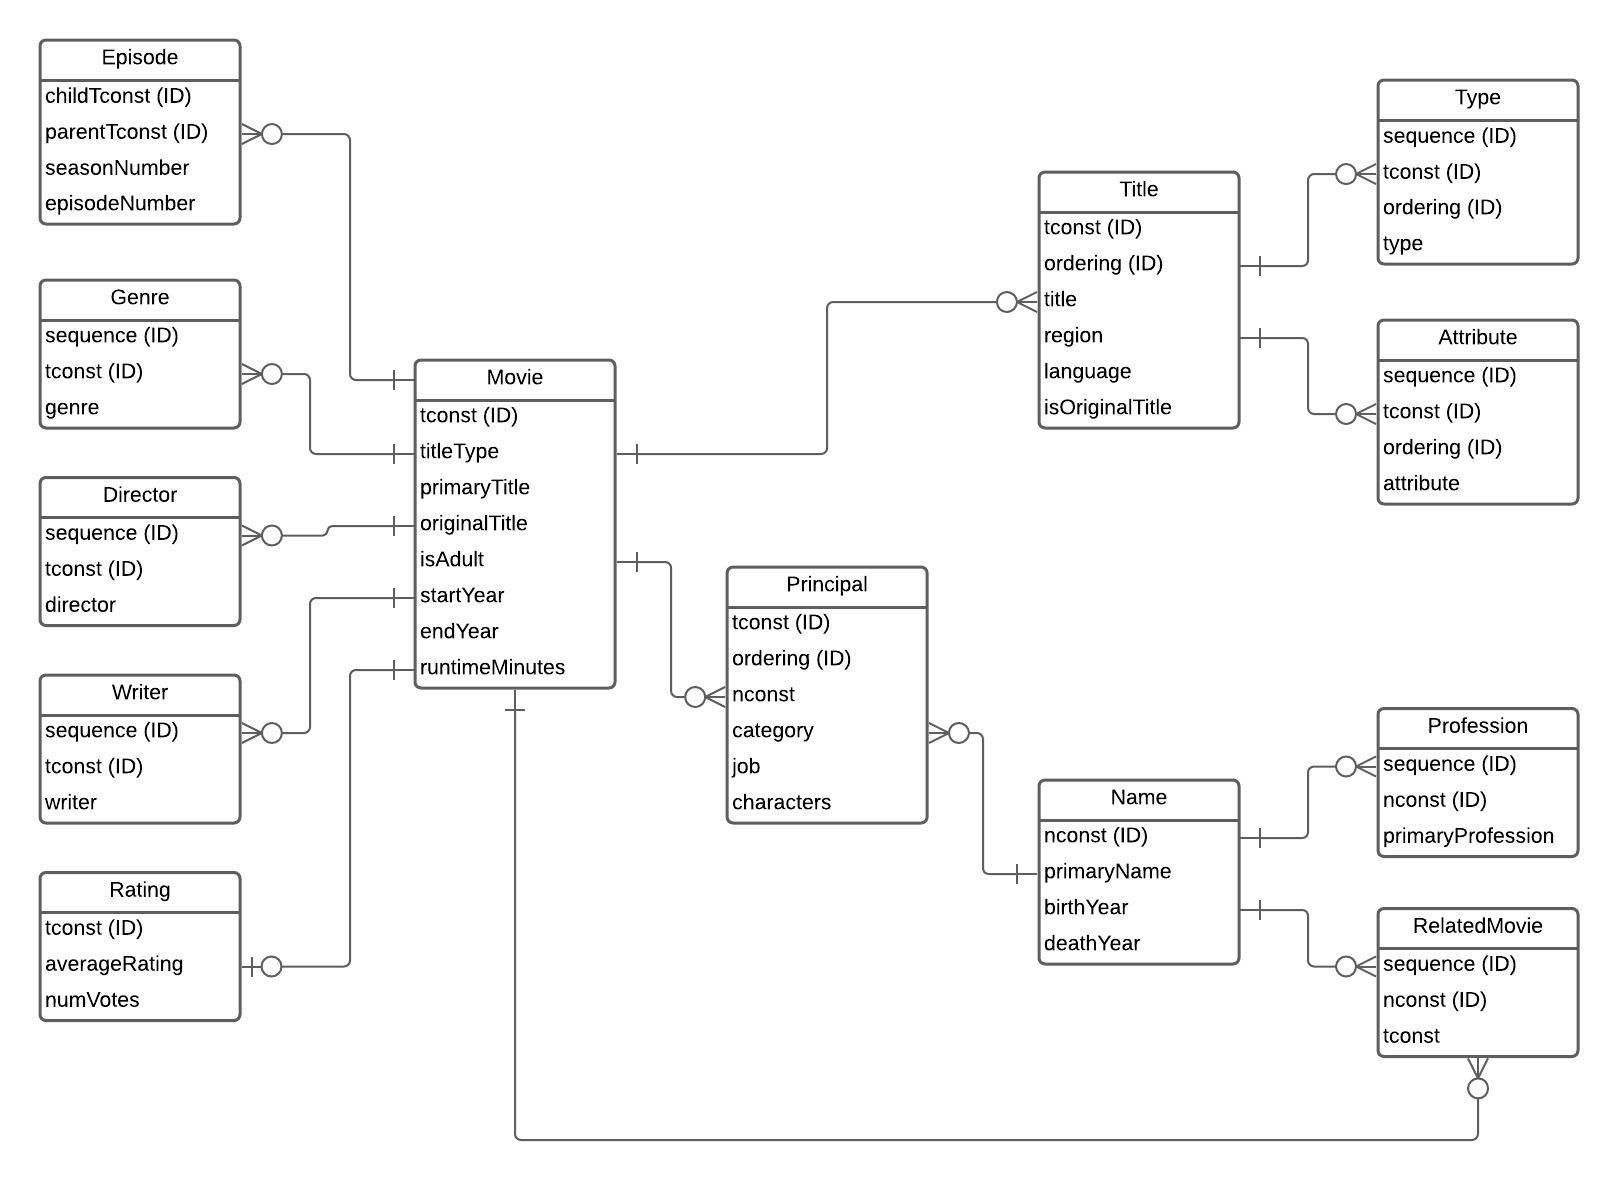 Episode
childTconst (ID)
parentTconst (ID)
seasonNumber
episodeNumber
Genre
sequence (ID)
tconst (ID)
genre
Director
sequence (ID)
tconst (ID)
director
Writer
sequence (ID)
tconst (ID)
writer
Rating
tconst (ID)
averageRating
numVotes
Movie
tconst (ID)
titleType
primaryTitle
originalTitle
isAdult
startYear
endYear
runtimeMinutes
Principal
tconst (ID)
ordering (ID)
nconst
category
job
characters
Title
tconst (ID)
ordering (ID)
title
region
language
isOriginalTitle
Name
nconst (ID)
primaryName
birthYear
deathYear
Type
sequence (ID)
tconst (ID)
ordering (ID)
type
Attribute
sequence (ID)
tconst (ID)
ordering (ID)
attribute
Profession
sequence (ID)
nconst (ID)
primaryProfession
RelatedMovie
sequence (ID)
nconst (ID)
tconst